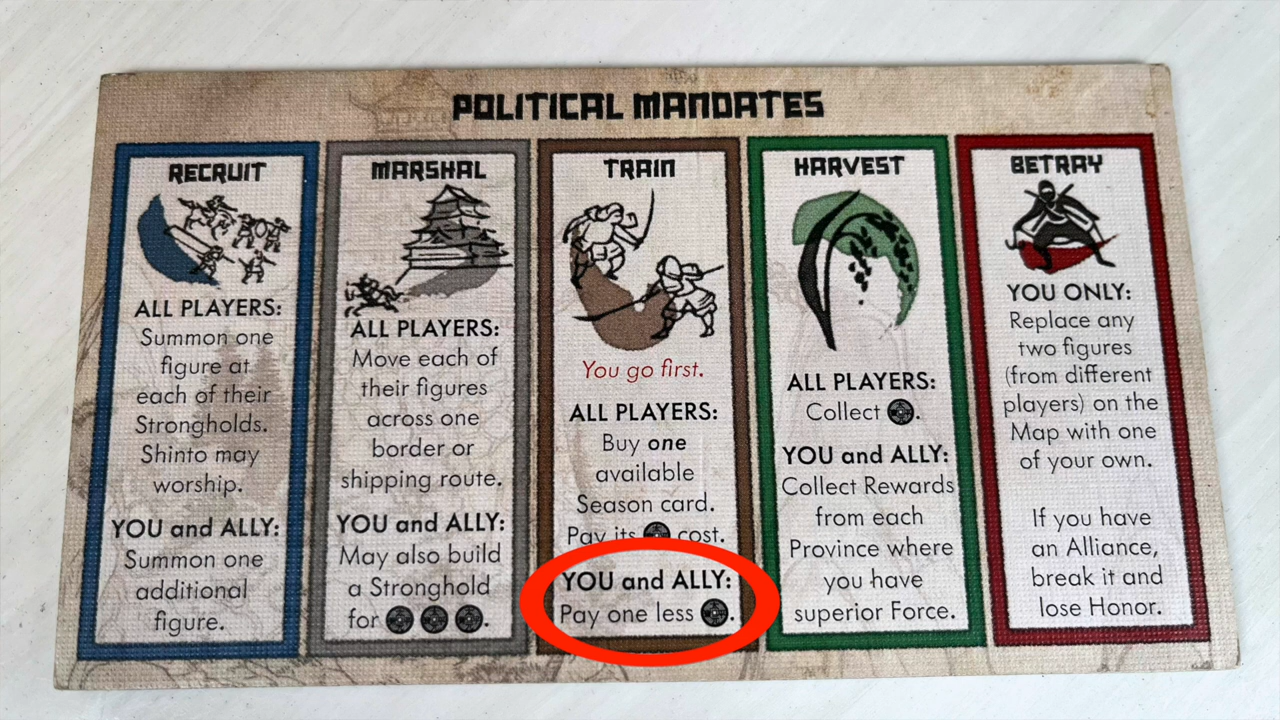 POLITICAL MANDATES
RECRUIT
ALL PLAYERS:
Summon one
figure at
each of their
Strongholds.
Shinto may
worship.
YOU and ALLY:
Summon one
additional
figure.
MARSHAL
ALL PLAYERS:
Move each of
their figures
across one
border or
shipping route.
YOU and ALLY:
May also build
a Stronghold
for .
TRAIN
You go first.
ALL PLAYERS:
Buy one
available
Season card.
Pay its cost.
YOU and ALLY:
Pay one less .
HARVEST
ALL PLAYERS:
Collect .
YOU and ALLY:
Collect Rewards
from each
Province where
you have
superior Force.
BETRAY
YOU ONLY:
Replace any
two figures
(from different
players) on the
Map with one
of your own.
If you have
an Alliance,
break it and
lose Honor.